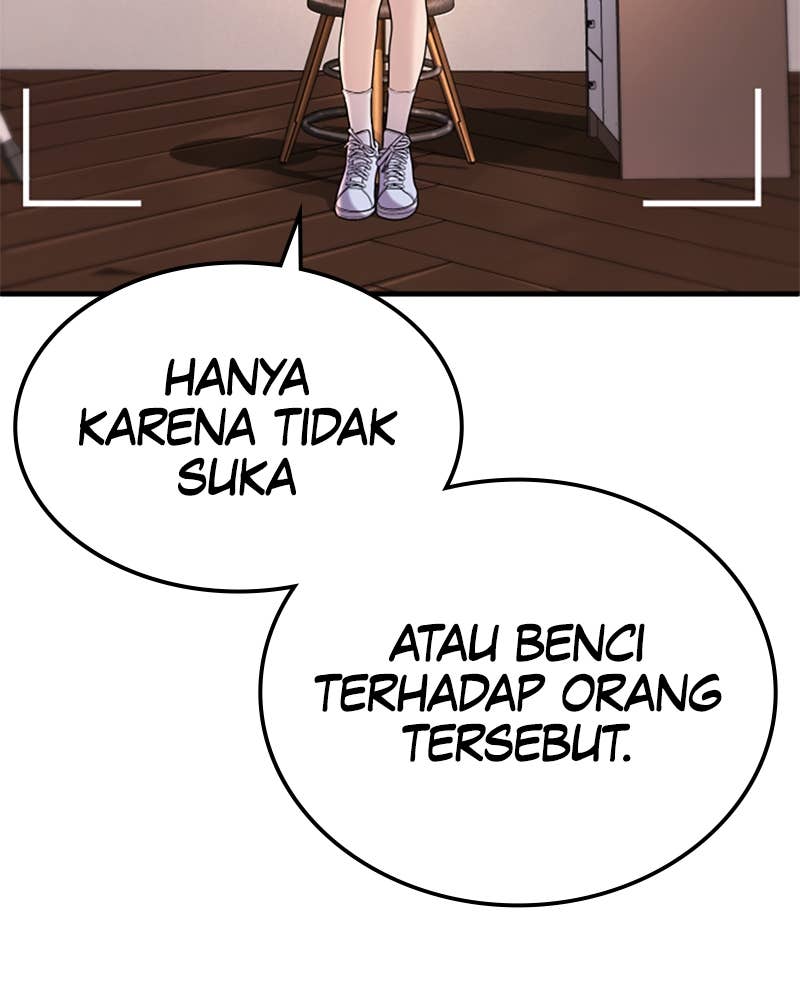 HANYA
KARENA TIDAK
SUKA
ATAU BENCI
TERHADAP ORANG
TERSEBUT.